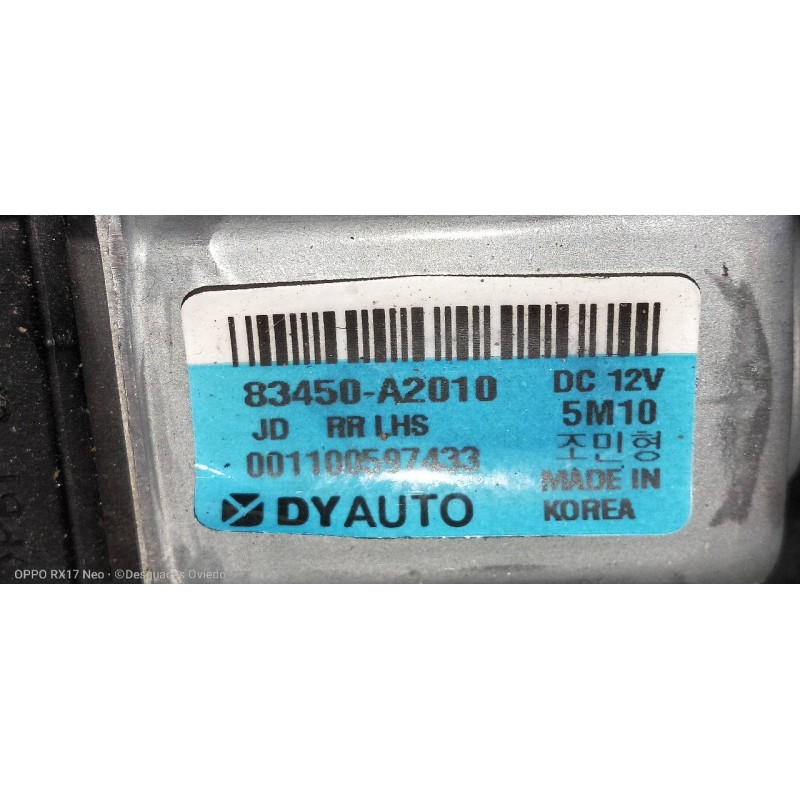 83450-A2010
DC 12V
JD RR LHS
5M10
001100597433
조민형
MADE IN
DYAUTO
KOREA
OPPO RX17 Neo · ©Desguaces Oviedo